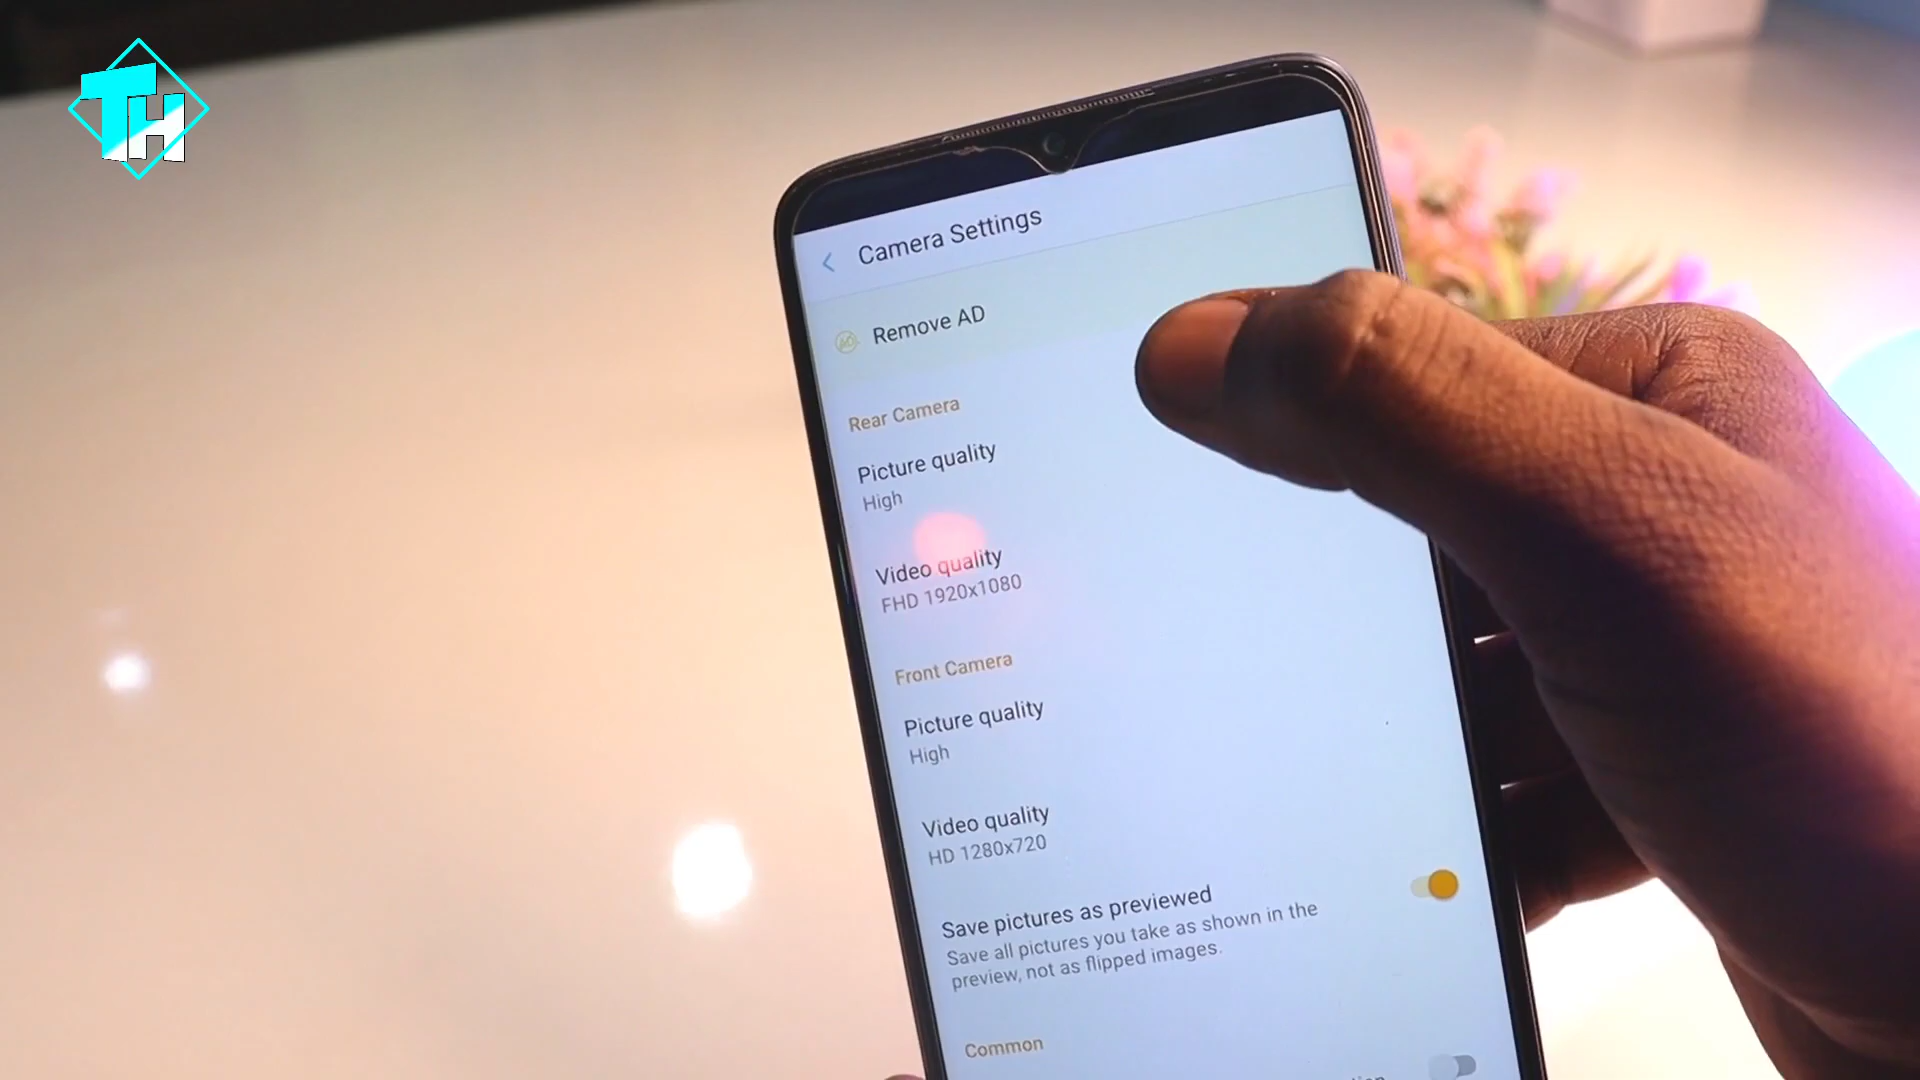 TH
Camera Settings
AD
Remove AD
Rear Camera
Picture quality
High
Video quality
FHD 1920x1080
Front Camera
Picture quality
High
Video quality
HD 1280x720
Save pictures as previewed
Save all pictures you take as shown in the
preview, not as flipped images.
Common